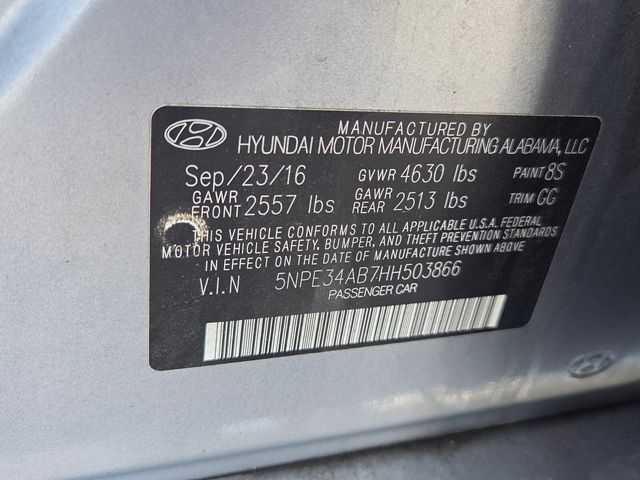 MANUFACTURED BY
HYUNDAI MOTOR MANUFACTURING ALABAMA, LLC
Sep/23/16 GVWR 4630 lbs PAINT 8S
GAWR FRONT 2557 lbs GAWR REAR 2513 lbs TRIM GG
THIS VEHICLE CONFORMS TO ALL APPLICABLE U.S.A. FEDERAL
MOTOR VEHICLE SAFETY, BUMPER, AND THEFT PREVENTION STANDARDS
IN EFFECT ON THE DATE OF MANUFACTURE SHOWN ABOVE
V.I.N 5NPE34AB7HH503866
PASSENGER CAR